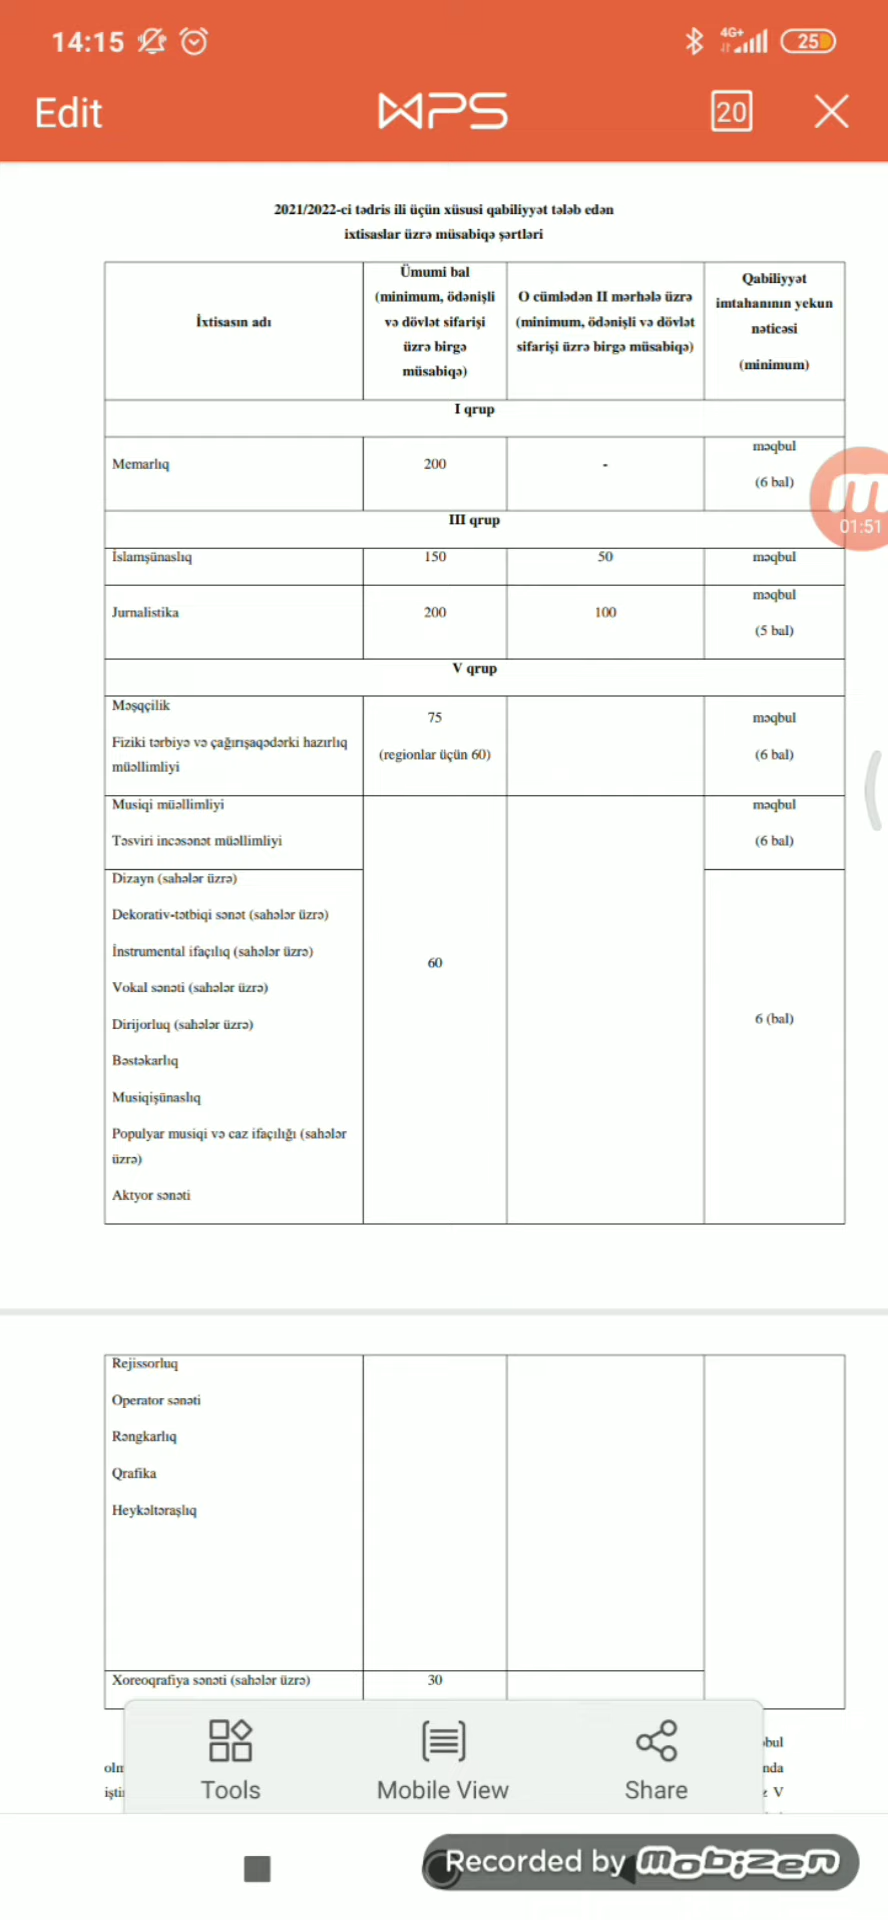 14:15
4G+
25
Edit
WPS
20
2021/2022-ci tədris ili üçün xüsusi qabiliyyət tələb edən
ixtisaslar üzrə müsabiqə şərtləri
İxtisasın adı
Ümumi bal
(minimum, ödənişli
və dövlət sifarişi
üzrə birgə
müsabiqə)
O cümlədən II mərhələ üzrə
(minimum, ödənişli və dövlət
sifarişi üzrə birgə müsabiqə)
Qabiliyyət
imtahanının yekun
nəticəsi
(minimum)
I qrup
Memarlıq
200
-
məqbul
(6 bal)
01:51
III qrup
İslamşünaslıq
150
50
məqbul
Jurnalistika
200
100
məqbul
(5 bal)
V qrup
Məşqçilik
Fiziki tərbiyə və çağırışaqədərki hazırlıq
müəllimliyi
75
(regionlar üçün 60)
məqbul
(6 bal)
Musiqi müəllimliyi
Təsviri incəsənət müəllimliyi
məqbul
(6 bal)
Dizayn (sahələr üzrə)
Dekorativ-tətbiqi sənət (sahələr üzrə)
İnstrumental ifaçılıq (sahələr üzrə)
Vokal sənəti (sahələr üzrə)
Dirijorluq (sahələr üzrə)
Bəstəkarlıq
Musiqişünaslıq
Populyar musiqi və caz ifaçılığı (sahələr
üzrə)
Aktyor sənəti
60
6 (bal)
Rejissorluq
Operator sənəti
Rəngkarlıq
Qrafika
Heykəltəraşlıq
Xoreoqrafiya sənəti (sahələr üzrə)
30
Tools
Mobile View
Share
V
Recorded by mobizen